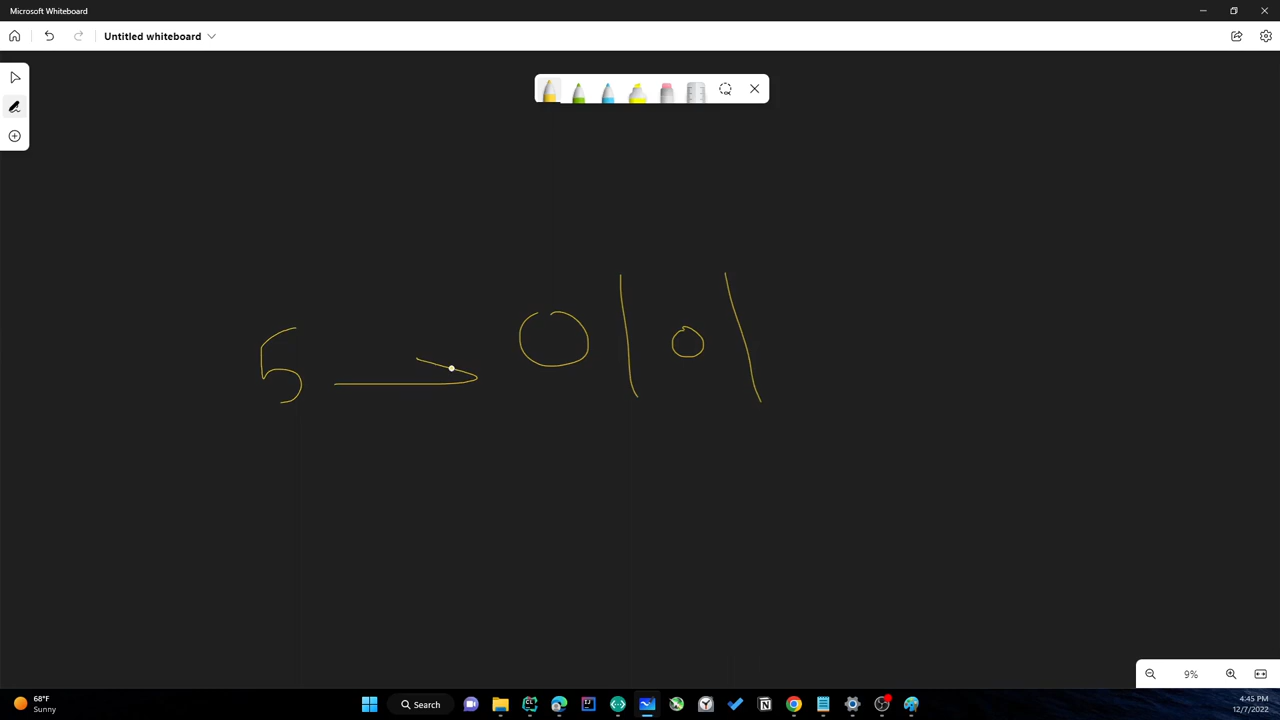 Microsoft Whiteboard
Untitled whiteboard
5 → 0101
9%
68°F
Sunny
Search
4:45 PM
12/7/2022